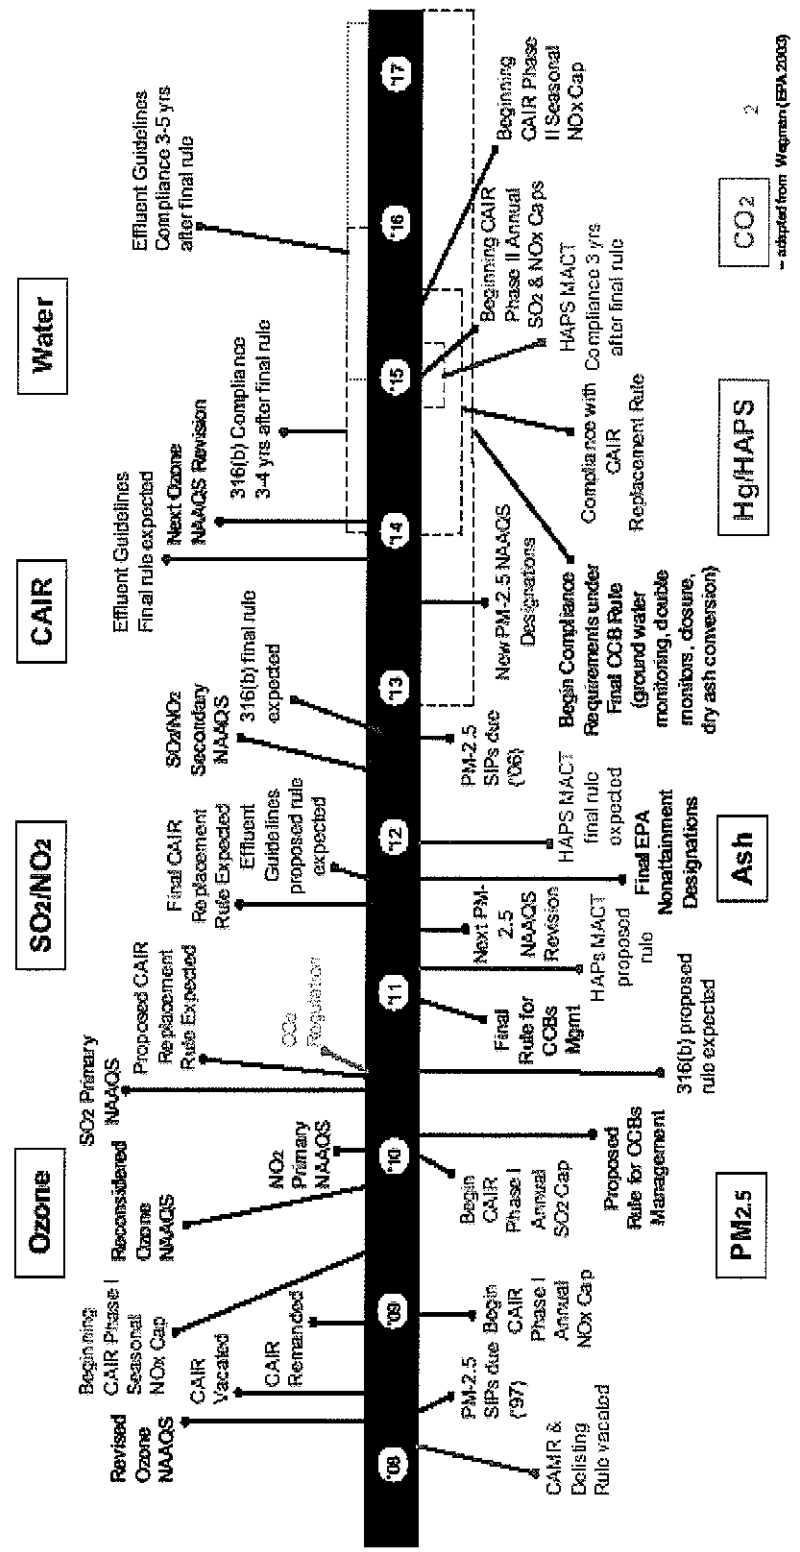 Ozone
SO2/NO2
CAIR
Water
Revised
Ozone
NAAQS
Beginning
CAIR Phase I
Seasonal
NOx Cap
CAIR
Vacated
CAIR
Remanded
Reconsidered
Ozone
NAAQS
NO2
Primary
NAAQS
SO2 Primary
NAAQS
Proposed CAIR
Replacement
Rule Expected
CO2
Regulation
Final CAIR
Replacement
Rule Expected
Effluent
Guidelines
proposed rule
expected
SO2/NO2
Secondary
NAAQS
316(b) final rule
expected
Effluent Guidelines
Final rule expected
Next Ozone
NAAQS Revision
316(b) Compliance
3-4 yrs after final rule
Effluent Guidelines
Compliance 3-5 yrs
after final rule
'08
'09
'10
'11
'12
'13
'14
'15
'16
'17
CAMR &
Delisting
Rule vacated
PM-2.5
SIPs due
('97)
Begin
CAIR
Phase I
Annual
NOx Cap
Begin
CAIR
Phase I
Annual
SO2 Cap
Proposed
Rule for CCBs
Management
316(b) proposed
rule expected
Final
Rule for
CCBs
Mgmt
HAPs MACT
proposed
rule
Next PM-
2.5
NAAQS
Revision
Final EPA
Nonattainment
Designations
HAPS MACT
final rule
expected
PM-2.5
SIPs due
('06)
New PM-2.5 NAAQS
Designations
Begin Compliance
Requirements under
Final CCB Rule
(ground water
monitoring, double
monitors, closure,
dry ash conversion)
Compliance with
CAIR
Replacement Rule
HAPS MACT
Compliance 3 yrs
after final rule
Beginning CAIR
Phase II Annual
SO2 & NOx Caps
Beginning
CAIR Phase
II Seasonal
NOx Cap
PM2.5
Ash
Hg/HAPS
CO2
2
-- adapted from Wegman (EPA 2003)